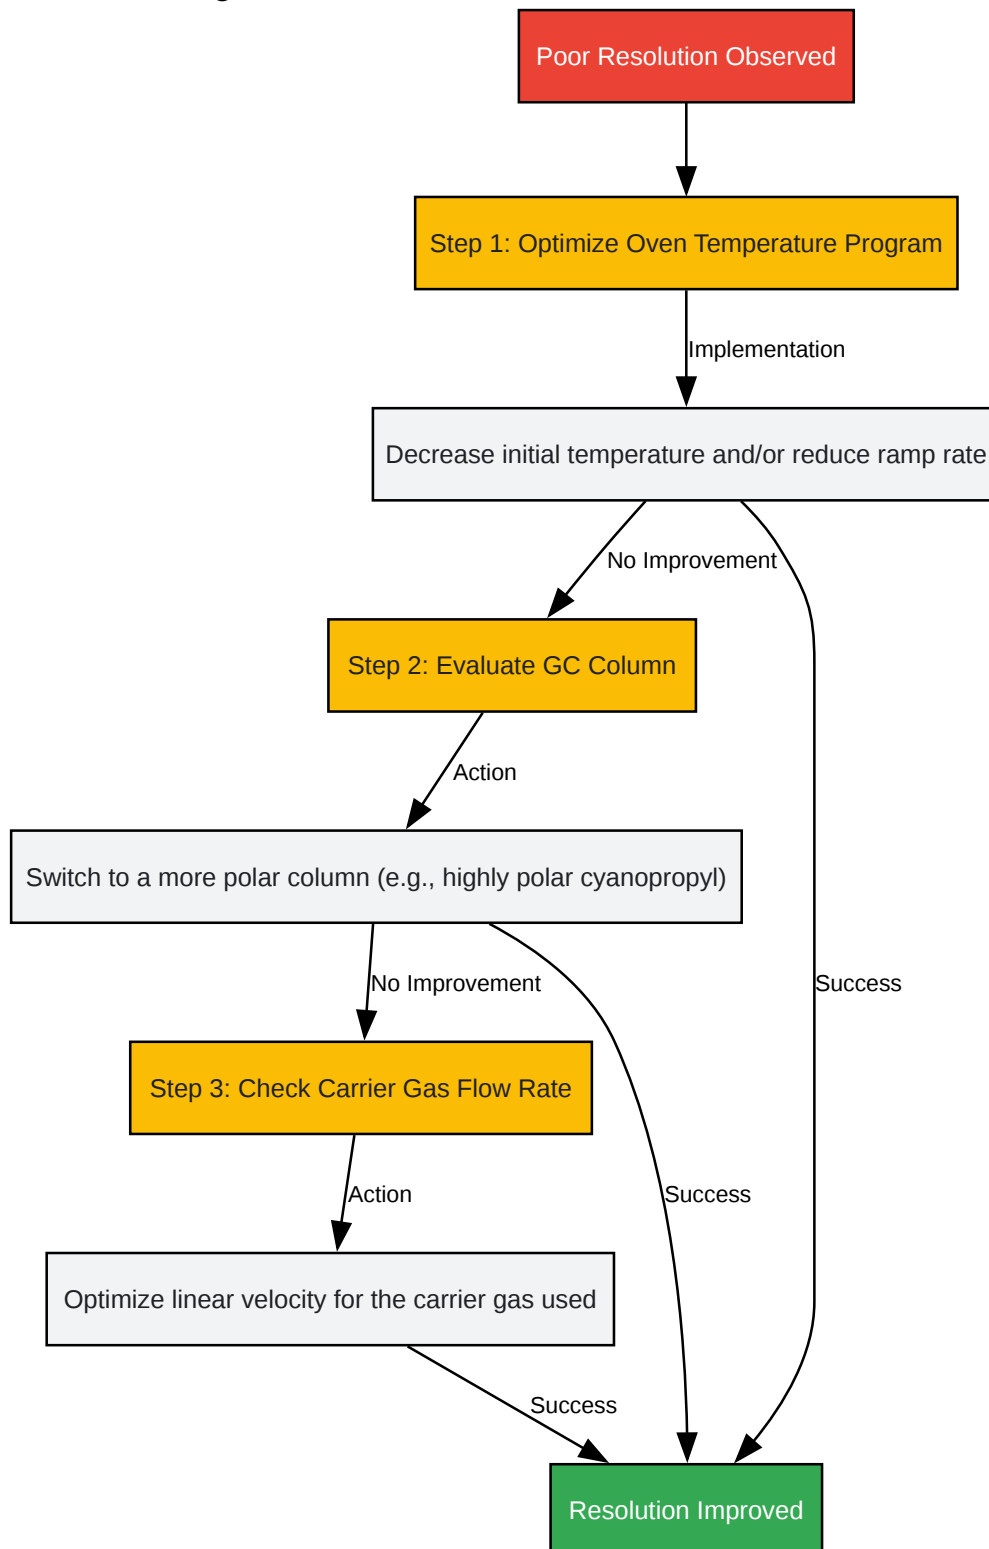 Poor Resolution Observed
Step 1: Optimize Oven Temperature Program
Implementation
Decrease initial temperature and/or reduce ramp rate
No Improvement
Step 2: Evaluate GC Column
Action
Switch to a more polar column (e.g., highly polar cyanopropyl)
No Improvement
Success
Step 3: Check Carrier Gas Flow Rate
Action
Success
Optimize linear velocity for the carrier gas used
Success
Resolution Improved